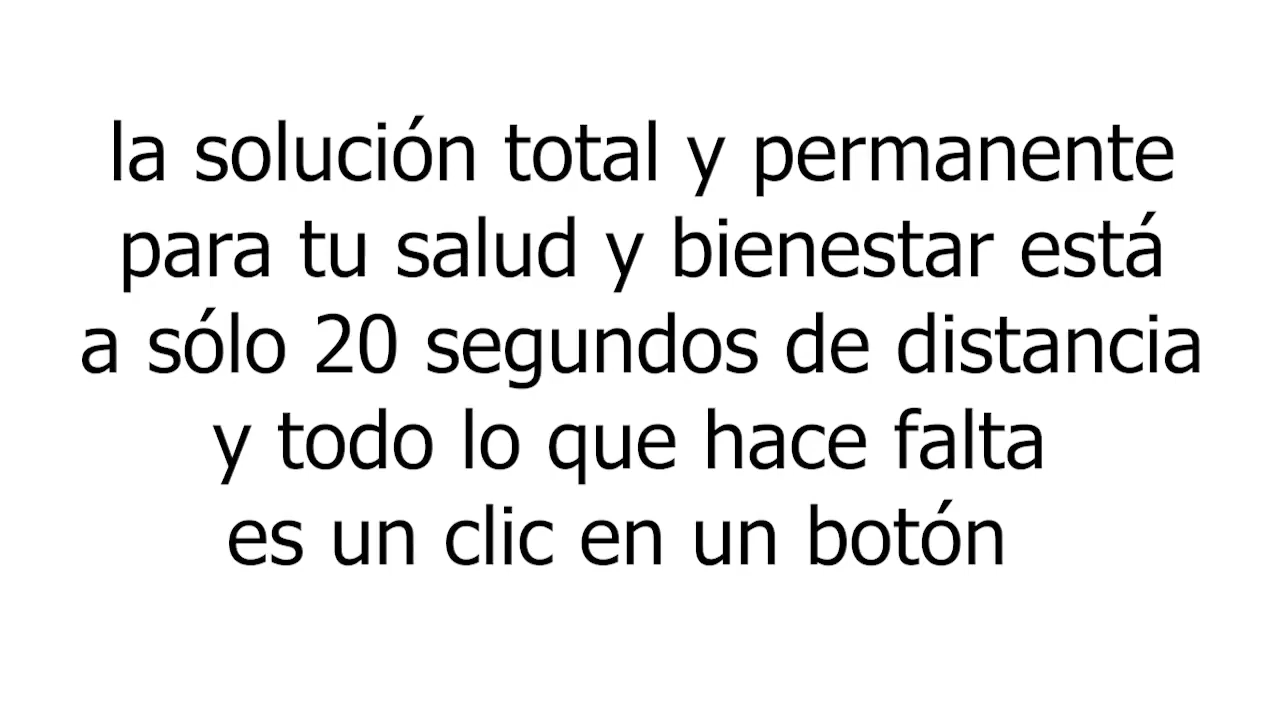 la solución total y permanente
para tu salud y bienestar está
a sólo 20 segundos de distancia
y todo lo que hace falta
es un clic en un botón